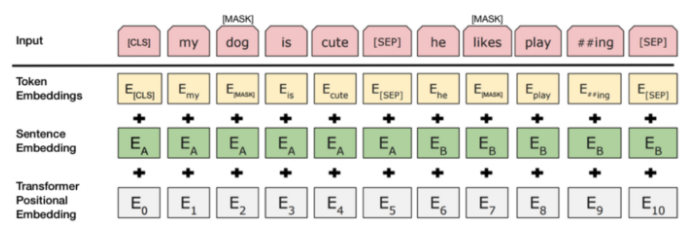 [MASK] [MASK]
Input [CLS] my dog is cute [SEP] he likes play ##ing [SEP]
Token
Embeddings
E[CLS] Emy E[MASK] Eis Ecute E[SEP] Ehe E[MASK] Eplay E##ing E[SEP]
+ + + + + + + + + + +
Sentence
Embedding
EA EA EA EA EA EA EB EB EB EB EB
+ + + + + + + + + + +
Transformer
Positional
Embedding
E0 E1 E2 E3 E4 E5 E6 E7 E8 E9 E10